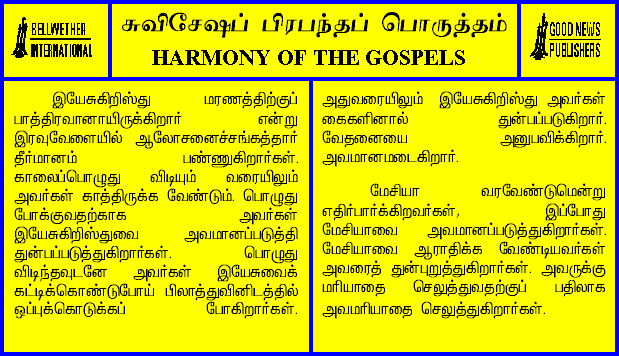 BELLWETHER
INTERNATIONAL
சுவிசேஷப் பிரபந்தப் பொருத்தம்
HARMONY OF THE GOSPELS
GOOD NEWS
PUBLISHERS
இயேசுகிறிஸ்து மரணத்திற்குப்
பாத்திரவானாயிருக்கிறார் என்று
இரவுவேளையில் ஆலோசனைச்சங்கத்தார்
தீர்மானம் பண்ணுகிறார்கள்.
காலைப்பொழுது விடியும் வரையிலும்
அவர்கள் காத்திருக்க வேண்டும். பொழுது
போக்குவதற்காக அவர்கள்
இயேசுகிறிஸ்துவை அவமானப்படுத்தி
துன்பப்படுத்துகிறார்கள். பொழுது
விடிந்தவுடனே அவர்கள் இயேசுவைக்
கட்டிக்கொண்டுபோய் பிலாத்துவினிடத்தில்
ஒப்புக்கொடுக்கப் போகிறார்கள்.
அதுவரையிலும் இயேசுகிறிஸ்து அவர்கள்
கைகளினால் துன்பப்படுகிறார்.
வேதனையை அனுபவிக்கிறார்.
அவமானமடைகிறார்.
மேசியா வரவேண்டுமென்று
எதிர்பார்க்கிறவர்கள், இப்போது
மேசியாவை அவமானப்படுத்துகிறார்கள்.
மேசியாவை ஆராதிக்க வேண்டியவர்கள்
அவரைத் துன்புறுத்துகிறார்கள். அவருக்கு
மரியாதை செலுத்துவதற்குப் பதிலாக
அவமரியாதை செலுத்துகிறார்கள்.